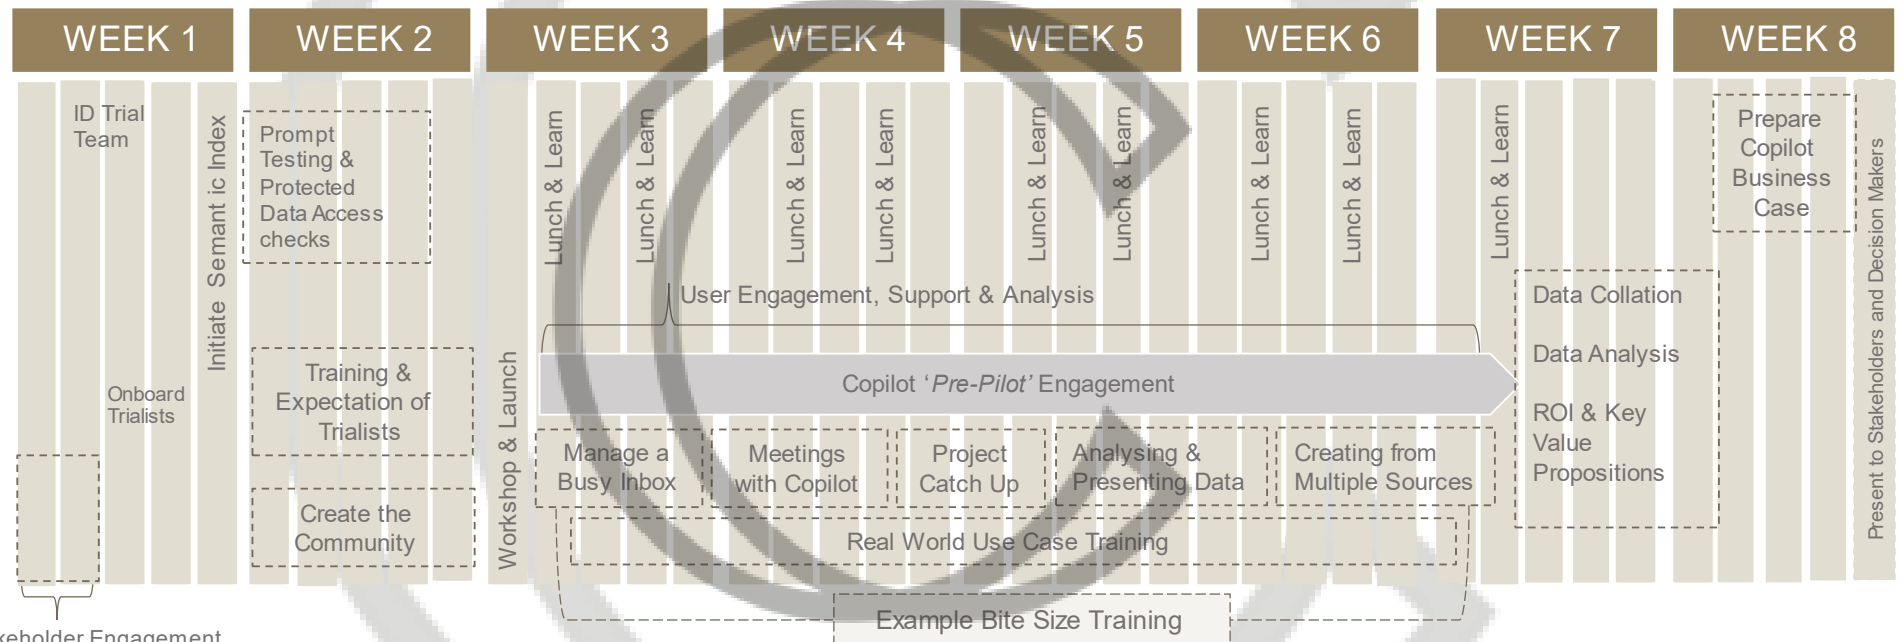 WEEK 1
WEEK 2
WEEK 3
WEEK 4
WEEK 5
WEEK 6
WEEK 7
WEEK 8
ID Trial
Team
Onboard
Trialists
Initiate Semant ic Index
Prompt
Testing &
Protected
Data Access
checks
Training &
Expectation of
Trialists
Create the
Community
Workshop & Launch
Lunch & Learn
Lunch & Learn
Lunch & Learn
Lunch & Learn
Lunch & Learn
Lunch & Learn
Lunch & Learn
Lunch & Learn
Lunch & Learn
User Engagement, Support & Analysis
Copilot ‘Pre-Pilot’ Engagement
Manage a
Busy Inbox
Meetings
with Copilot
Project
Catch Up
Analysing &
Presenting Data
Creating from
Multiple Sources
Real World Use Case Training
Example Bite Size Training
Data Collation
Data Analysis
ROI & Key
Value
Propositions
Prepare
Copilot
Business
Case
Present to Stakeholders and Decision Makers
Engagement